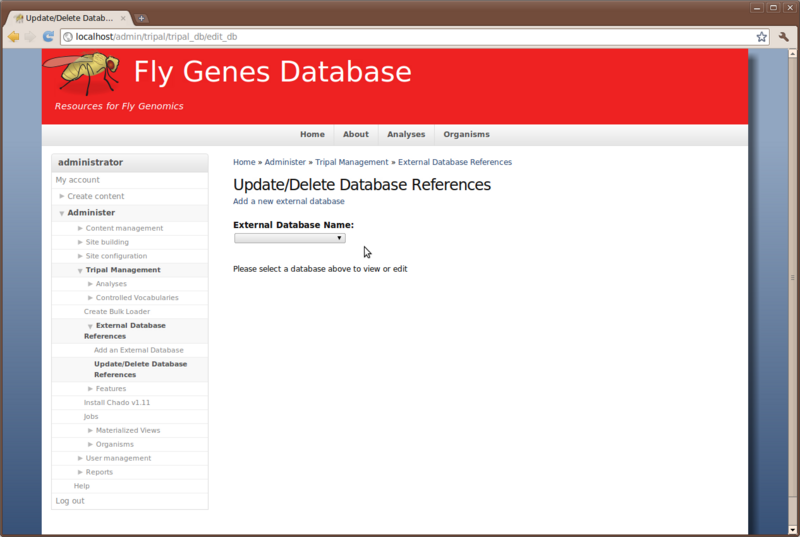 Update/Delete Datab...
localhost/admin/tripal/tripal_db/edit_db
Fly Genes Database
Resources for Fly Genomics
Home
About
Analyses
Organisms
administrator
My account
Create content
Administer
Content management
Site building
Site configuration
Tripal Management
Analyses
Controlled Vocabularies
Create Bulk Loader
External Database
References
Add an External Database
Update/Delete Database
References
Features
Install Chado v1.11
Jobs
Materialized Views
Organisms
User management
Reports
Help
Log out
Home » Administer » Tripal Management » External Database References
Update/Delete Database References
Add a new external database
External Database Name:
Please select a database above to view or edit